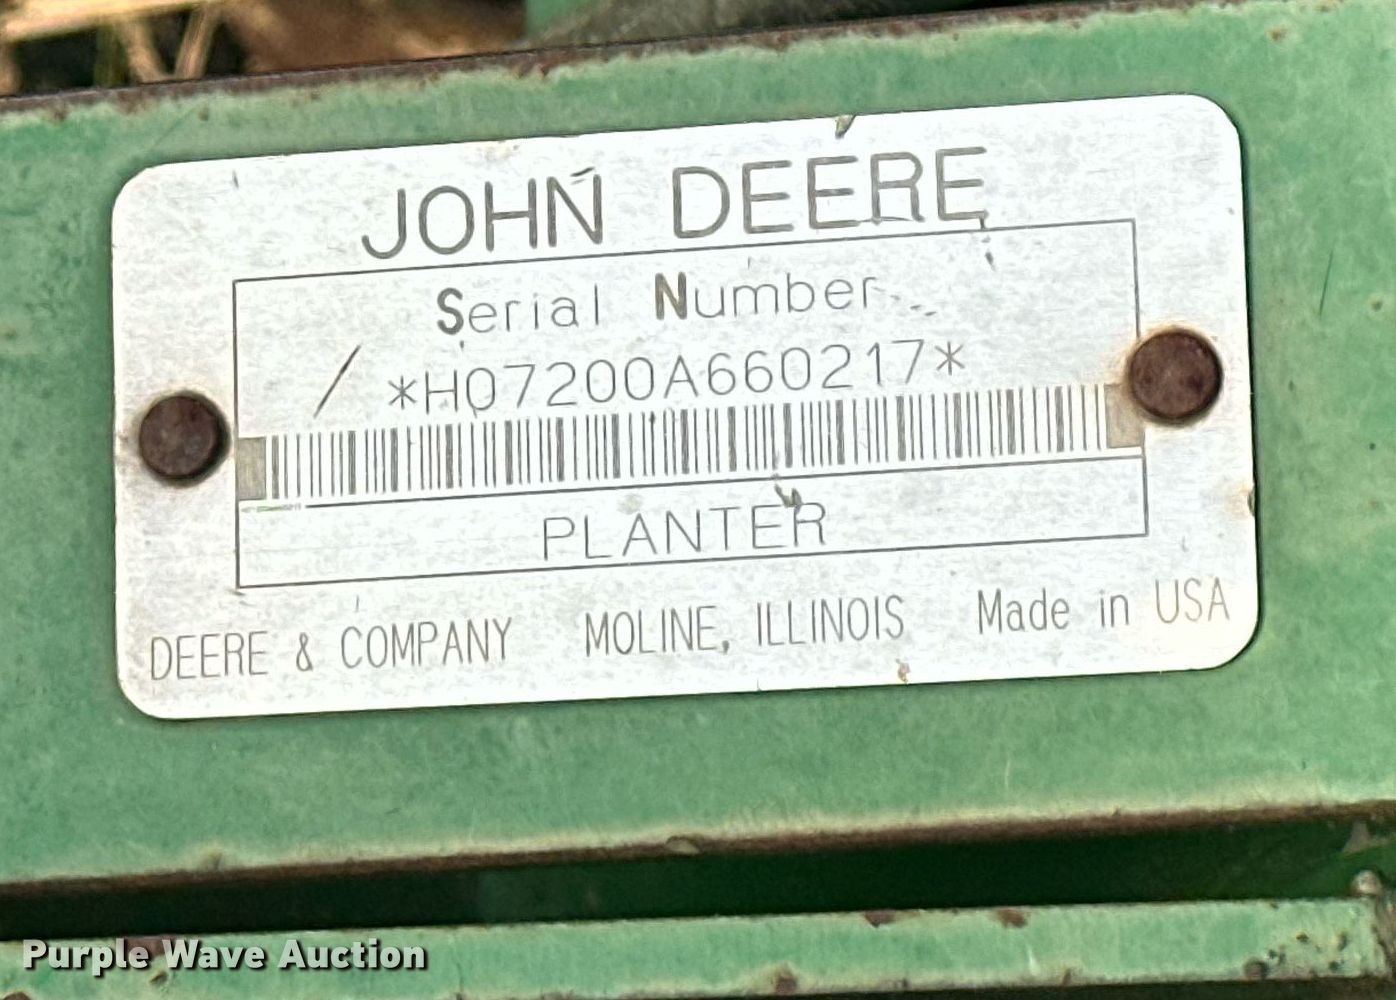 JOHN DEERE
Serial Number
*H07200A660217*
PLANTER
DEERE & COMPANY MOLINE, ILLINOIS Made in USA
Purple Wave Auction